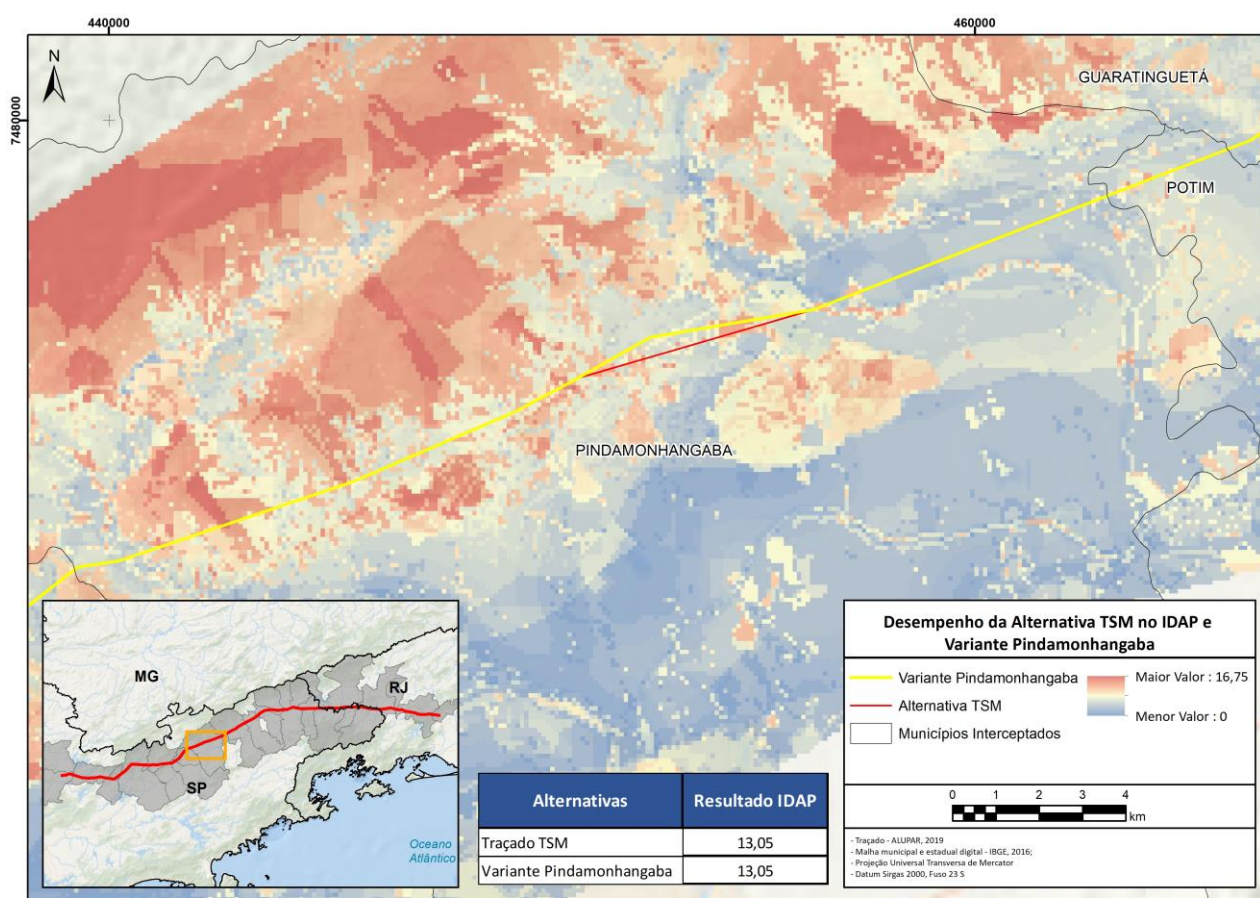 440000
460000
N
7480000
GUARATINGUETÁ
POTIM
PINDAMONHANGABA
MG
RJ
SP
Oceano
Atlântico
Alternativas Resultado IDAP
Traçado TSM 13,05
Variante Pindamonhangaba 13,05
Desempenho da Alternativa TSM no IDAP e
Variante Pindamonhangaba
Variante Pindamonhangaba
Alternativa TSM
Municípios Interceptados
Maior Valor : 16,75
Menor Valor : 0
0 1 2 3 4
km
- Traçado - ALUPAR, 2019
- Malha municipal e estadual digital - IBGE, 2016;
- Projeção Universal Transversa de Mercator
- Datum Sirgas 2000, Fuso 23 S